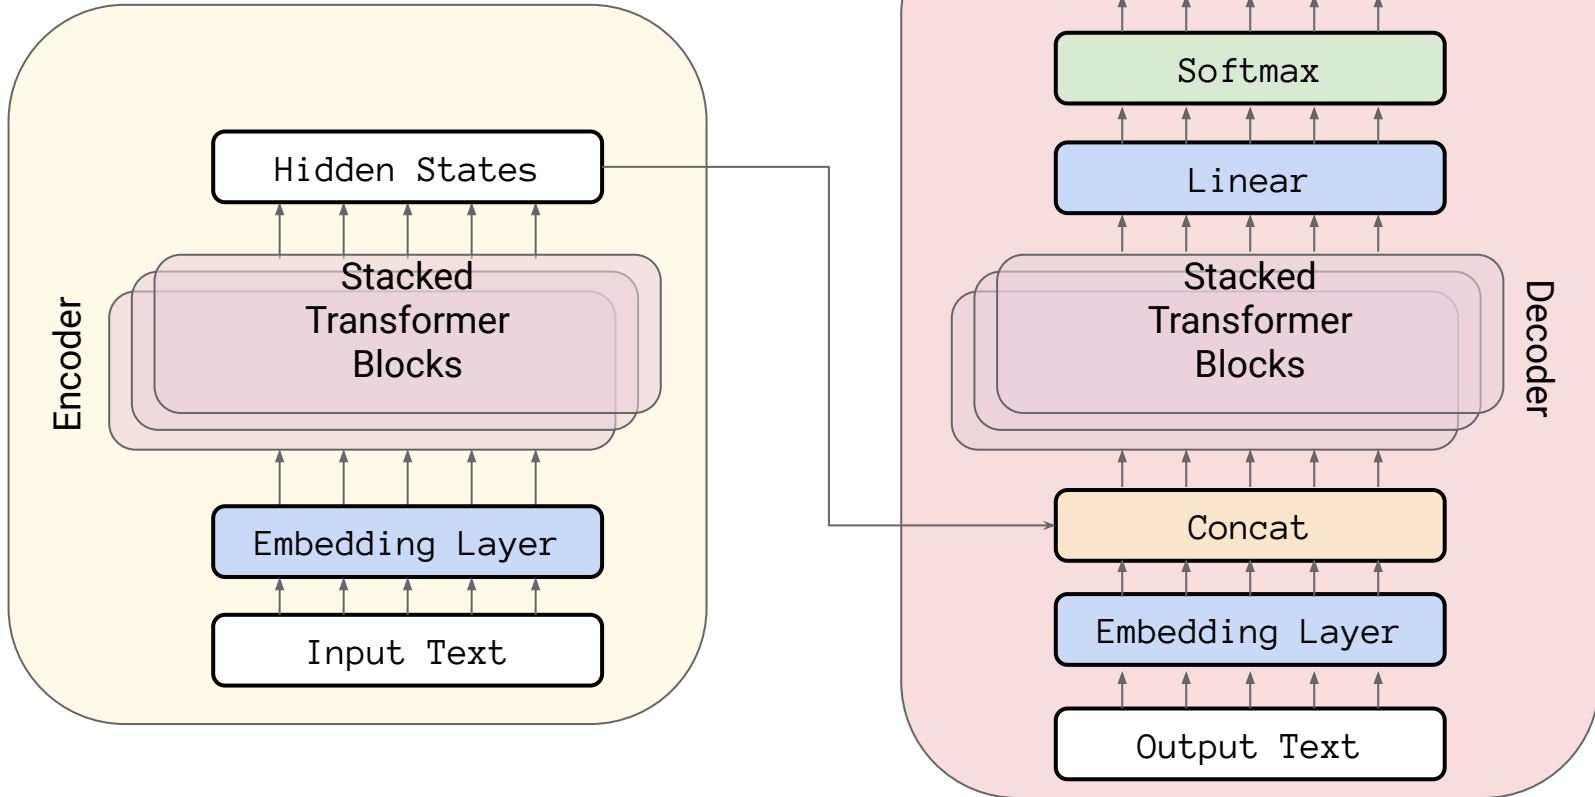 Encoder
Hidden States
Stacked
Transformer
Blocks
Embedding Layer
Input Text
Softmax
Linear
Stacked
Transformer
Blocks
Concat
Embedding Layer
Output Text
Decoder